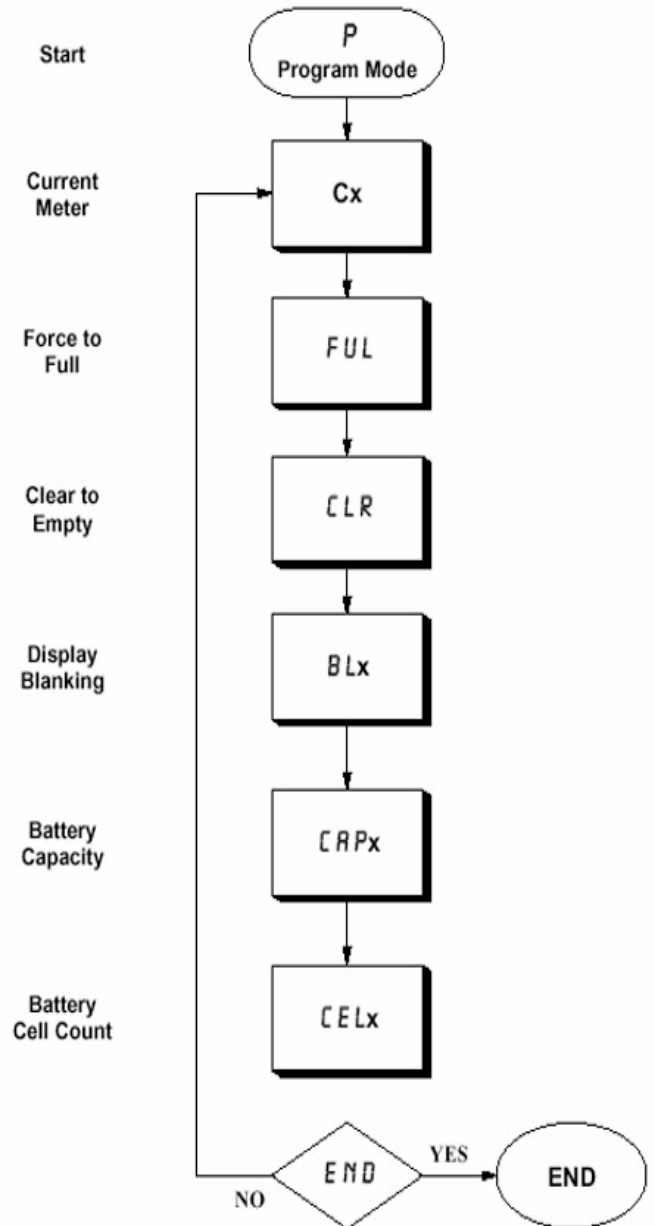 Start
P
Program Mode
Current
Meter
Cx
Force to
Full
FUL
Clear to
Empty
CLR
Display
Blanking
BLx
Battery
Capacity
CAPx
Battery
Cell Count
CELx
END
YES
END
NO